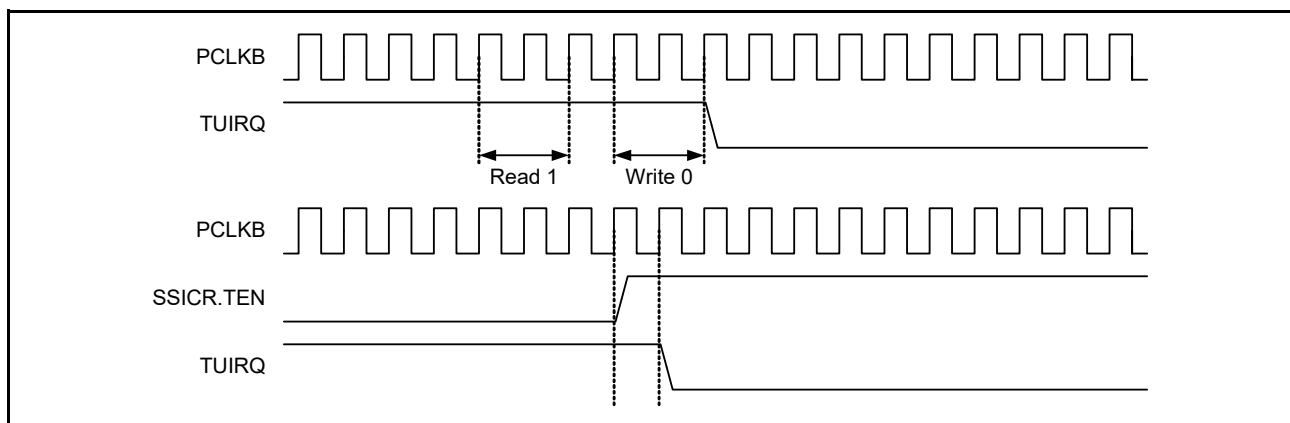 PCLKB
TUIRQ
Read 1 Write 0
PCLKB
SSICR.TEN
TUIRQ